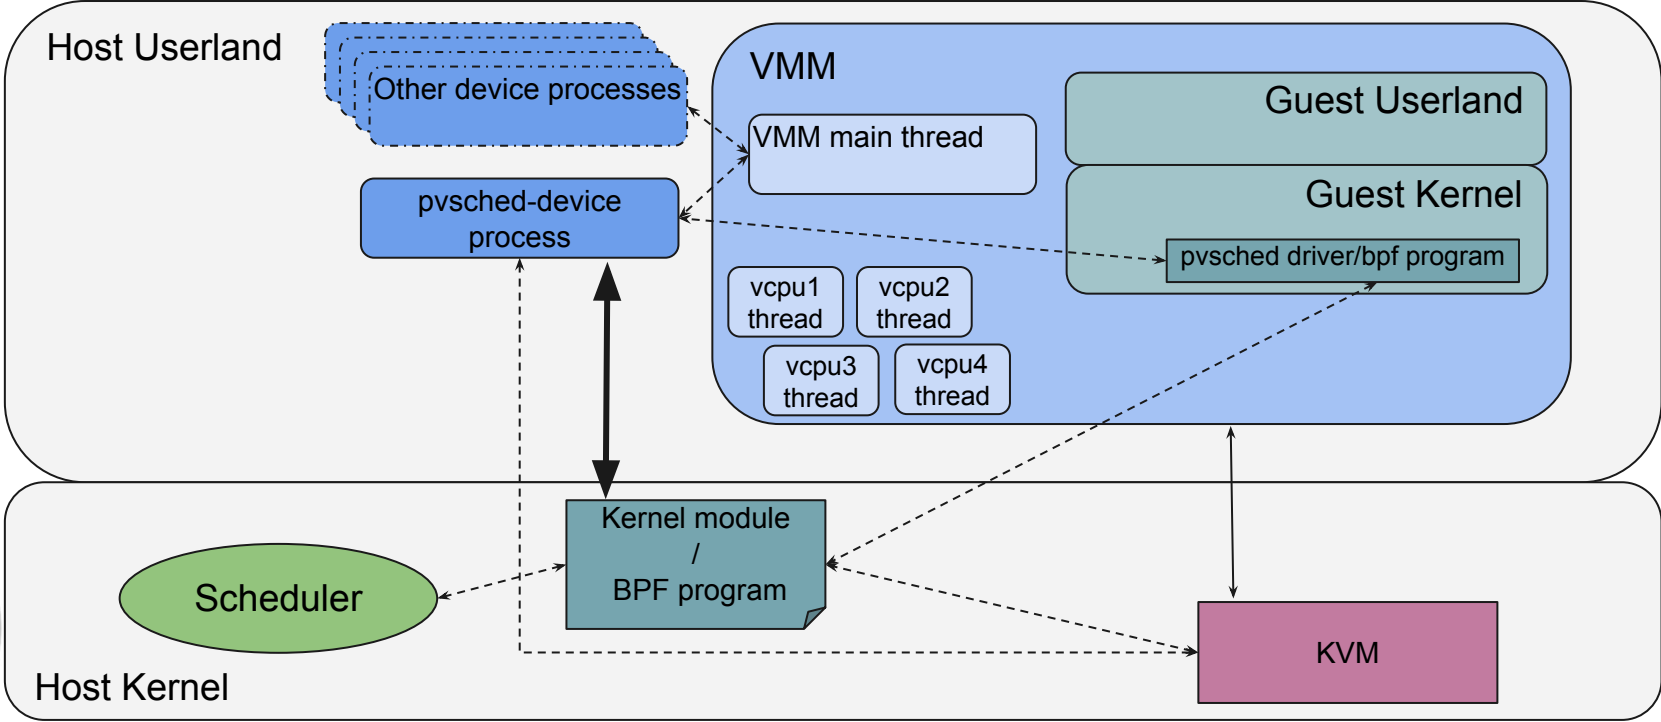 Host Userland
Other device processes
pvsched-device
process
VMM
VMM main thread
Guest Userland
Guest Kernel
pvsched driver/bpf program
vcpu1
thread
vcpu2
thread
vcpu3
thread
vcpu4
thread
Kernel module
/
BPF program
Scheduler
KVM
Host Kernel